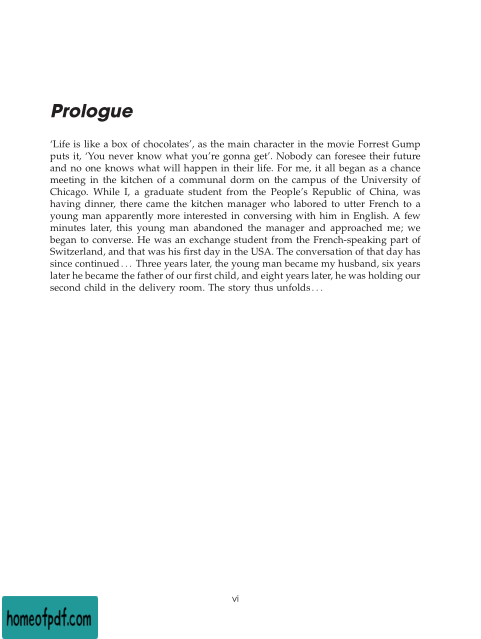 Prologue
‘Life is like a box of chocolates’, as the main character in the movie Forrest Gump
puts it, ‘You never know what you’re gonna get’. Nobody can foresee their future
and no one knows what will happen in their life. For me, it all began as a chance
meeting in the kitchen of a communal dorm on the campus of the University of
Chicago. While I, a graduate student from the People’s Republic of China, was
having dinner, there came the kitchen manager who labored to utter French to a
young man apparently more interested in conversing with him in English. A few
minutes later, this young man abandoned the manager and approached me; we
began to converse. He was an exchange student from the French-speaking part of
Switzerland, and that was his first day in the USA. The conversation of that day has
since continued . . . Three years later, the young man became my husband, six years
later he became the father of our first child, and eight years later, he was holding our
second child in the delivery room. The story thus unfolds . . .
vi
homeofpdf.com